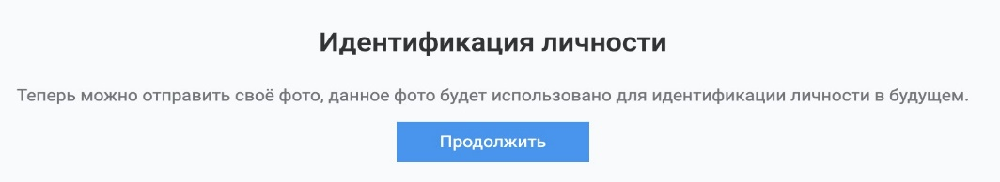 Идентификация личности
Теперь можно отправить своё фото, данное фото будет использовано для идентификации личности в будущем.
Продолжить